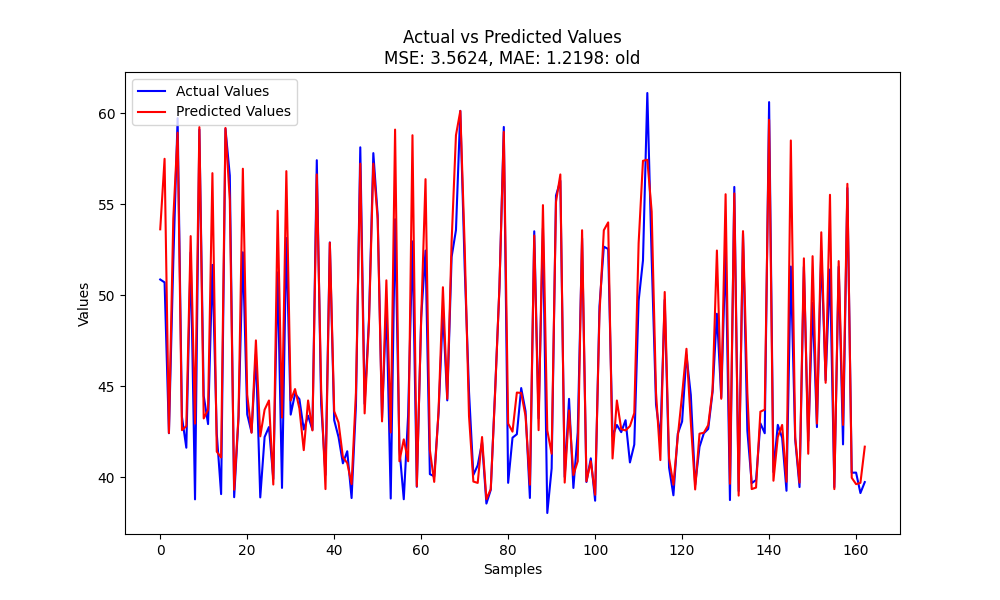 Actual vs Predicted Values
MSE: 3.5624, MAE: 1.2198: old
Actual Values
Predicted Values
60
55
50
45
40
Values
0 20 40 60 80 100 120 140 160
Samples